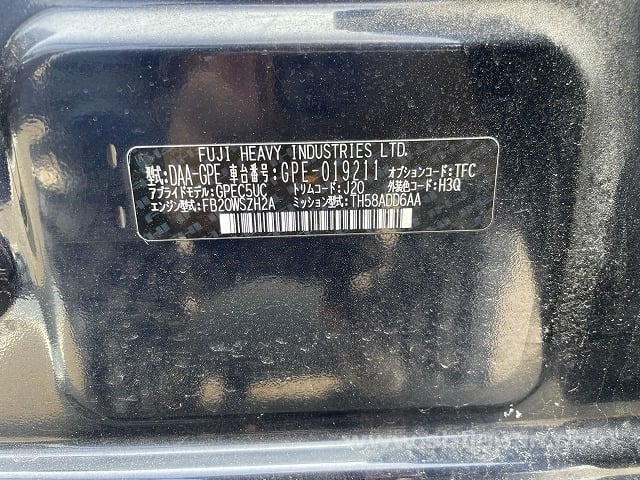 FUJI HEAVY INDUSTRIES LTD.
型式:DAA-GPE 車台番号:GPE-019211 オプションコード:TFC
アプライドモデル:GPEC5UC トリムコード:J20 外装色コード:H3Q
エンジン型式:FB20WSZH2A ミッション型式:TH58ADD6AA